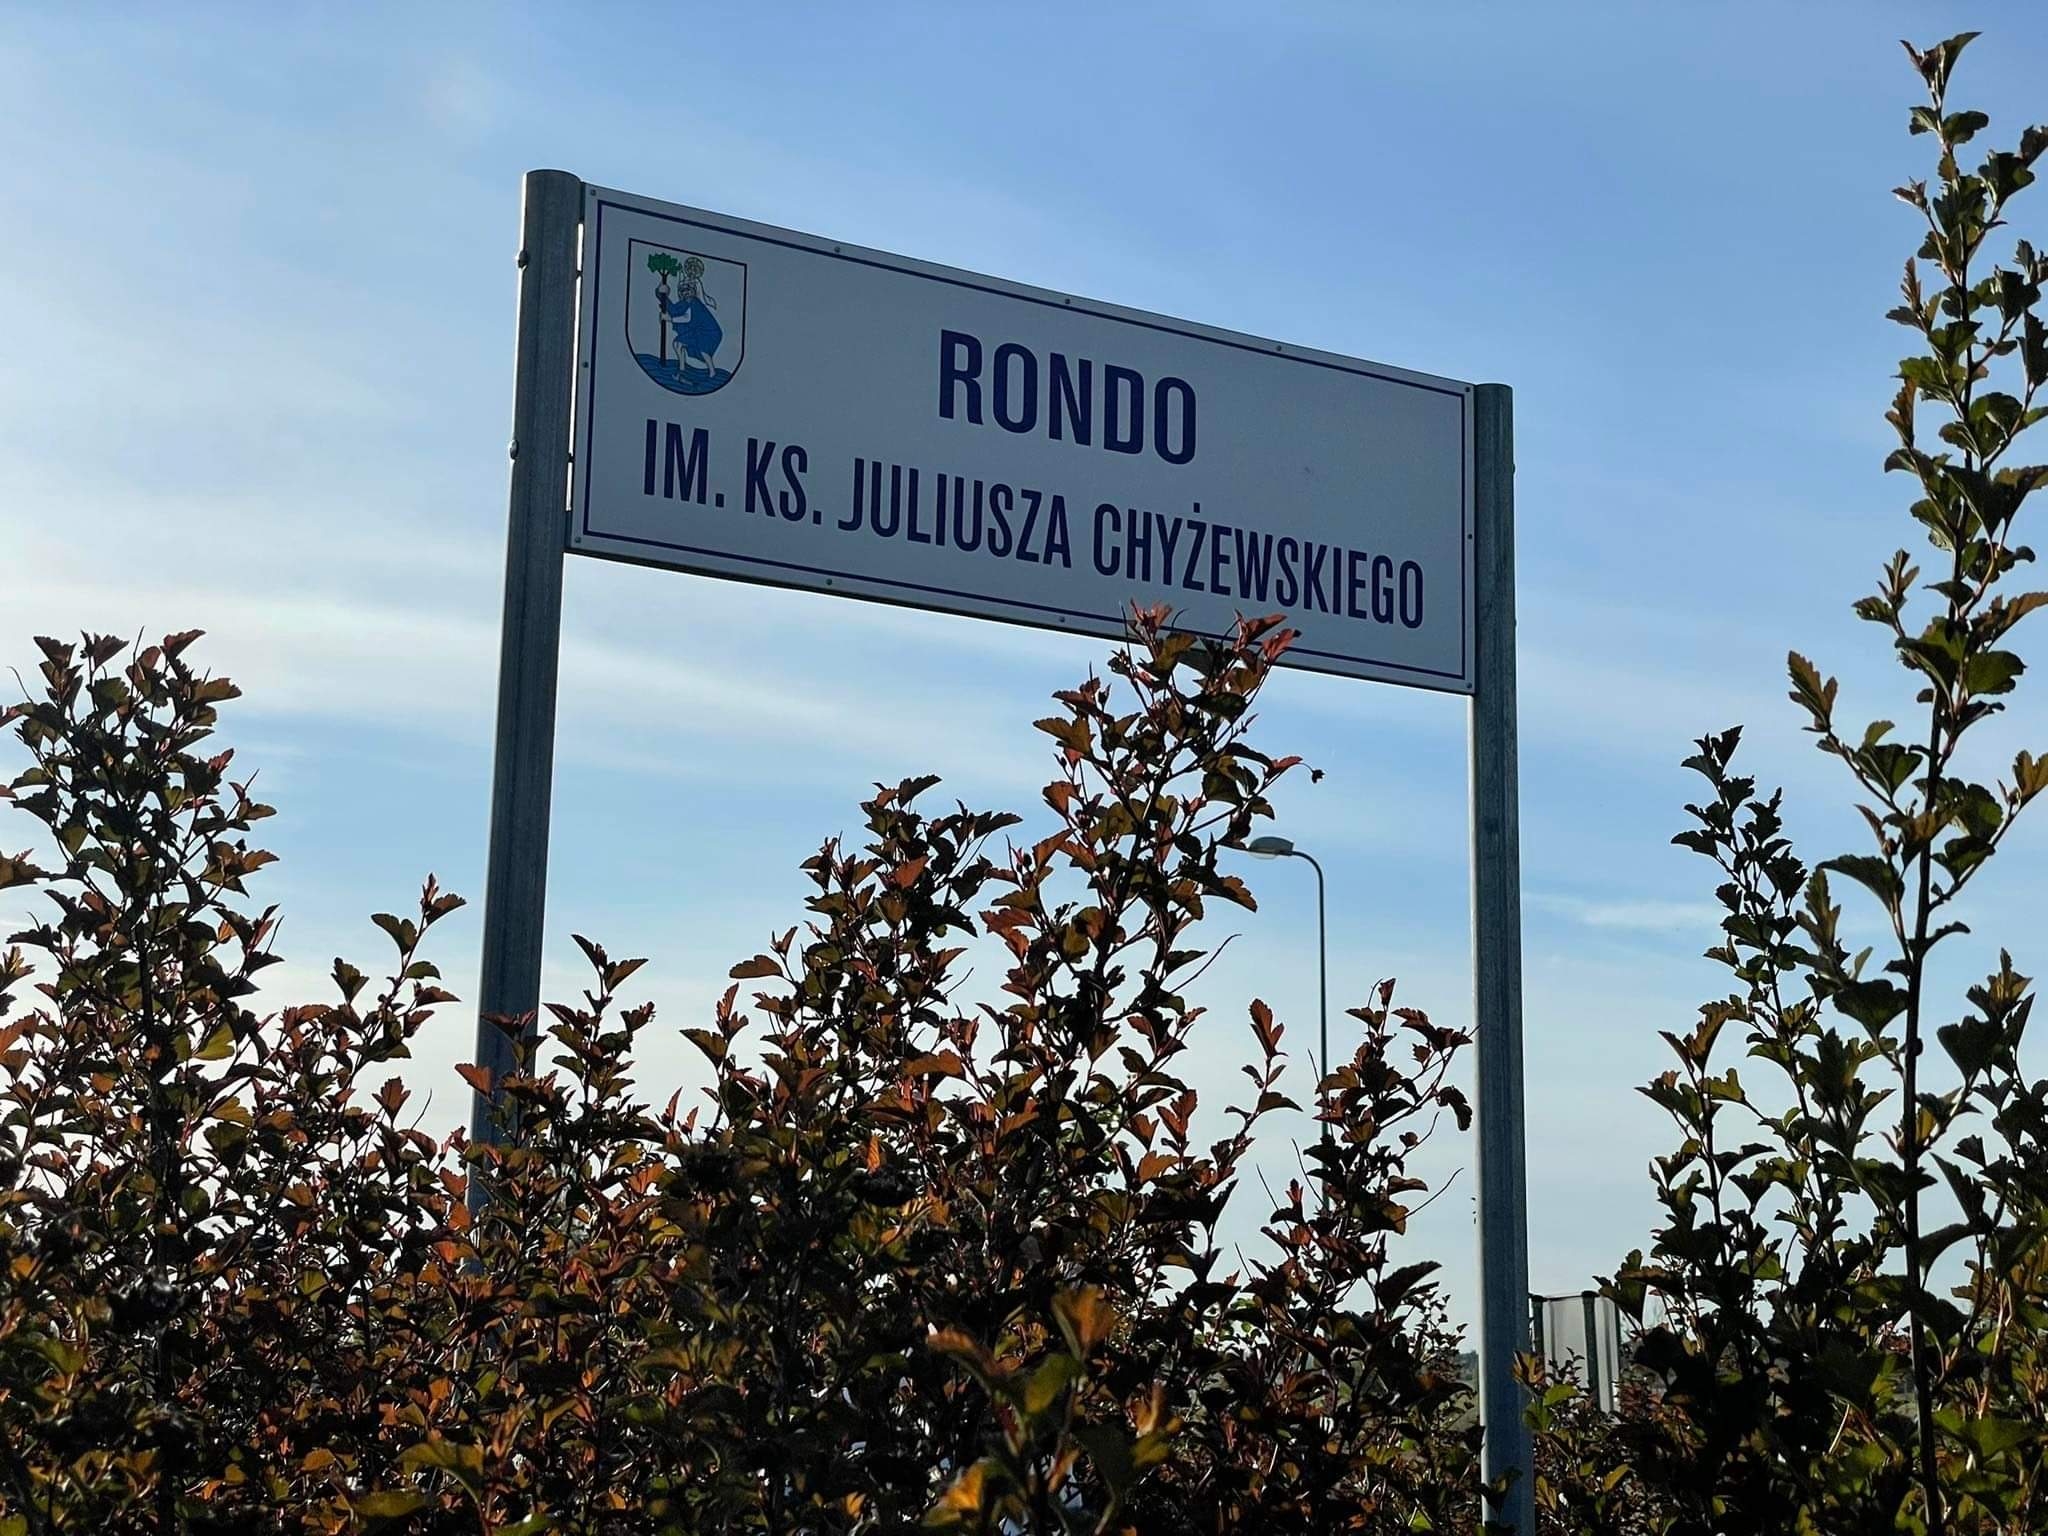 RONDO
IM. KS. JULIUSZA CHYŻEWSKIEGO